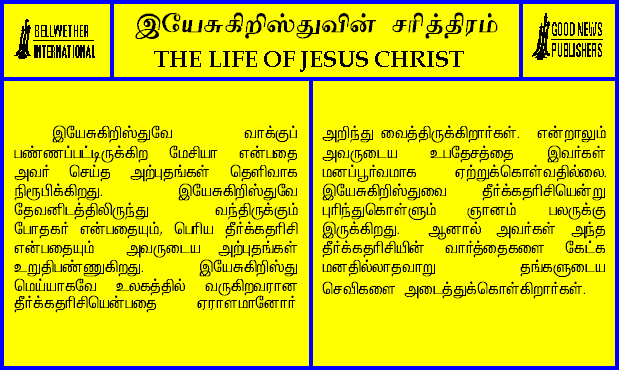 BELLWETHER
INTERNATIONAL
இயேசுகிறிஸ்துவின் சரித்திரம்
THE LIFE OF JESUS CHRIST
GOOD NEWS
PUBLISHERS
இயேசுகிறிஸ்துவே வாக்குப்
பண்ணப்பட்டிருக்கிற மேசியா என்பதை
அவர் செய்த அற்புதங்கள் தெளிவாக
நிரூபிக்கிறது. இயேசுகிறிஸ்துவே
தேவனிடத்திலிருந்து வந்திருக்கும்
போதகர் என்பதையும், பெரிய தீர்க்கதரிசி
என்பதையும் அவருடைய அற்புதங்கள்
உறுதிபண்ணுகிறது. இயேசுகிறிஸ்து
மெய்யாகவே உலகத்தில் வருகிறவரான
தீர்க்கதரிசியென்பதை ஏராளமானோர்
அறிந்து வைத்திருக்கிறார்கள். என்றாலும்
அவருடைய உபதேசத்தை இவர்கள்
மனப்பூர்வமாக ஏற்றுக்கொள்வதில்லை.
இயேசுகிறிஸ்துவை தீர்க்கதரிசியென்று
புரிந்துகொள்ளும் ஞானம் பலருக்கு
இருக்கிறது. ஆனால் அவர்கள் அந்த
தீர்க்கதரிசியின் வார்த்தைகளை கேட்க
மனதில்லாதவாறு தங்களுடைய
செவிகளை அடைத்துக்கொள்கிறார்கள்.